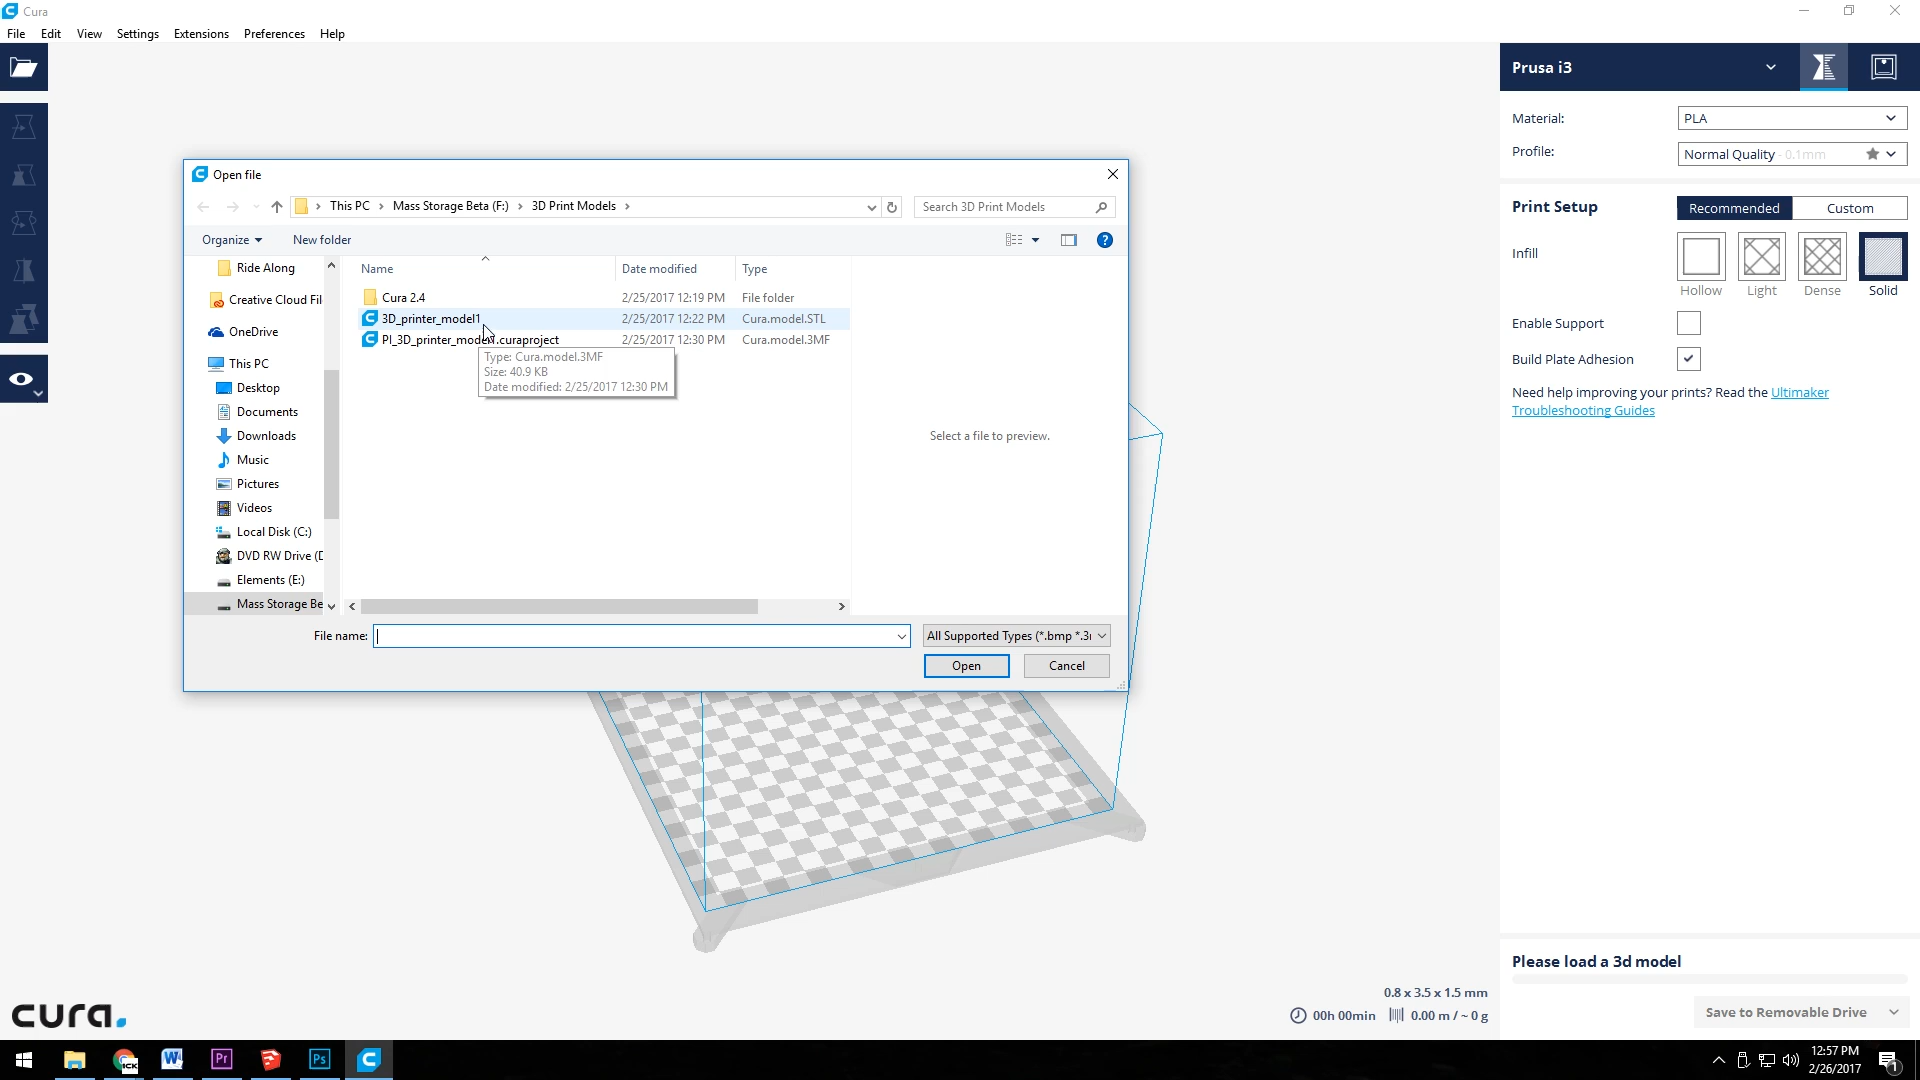 Cura
File Edit View Settings Extensions Preferences Help
Prusa i3
Material: PLA
Profile: Normal Quality - 0.1mm
Print Setup Recommended Custom
Infill
Hollow Light Dense Solid
Enable Support
Build Plate Adhesion
Need help improving your prints? Read the Ultimaker
Troubleshooting Guides
Open file
This PC > Mass Storage Beta (F:) > 3D Print Models >
Search 3D Print Models
Organize New folder
Ride Along
Creative Cloud Fil
OneDrive
This PC
Desktop
Documents
Downloads
Music
Pictures
Videos
Local Disk (C:)
DVD RW Drive (D
Elements (E:)
Mass Storage Be
Name Date modified Type
Cura 2.4 2/25/2017 12:19 PM File folder
3D_printer_model1 2/25/2017 12:22 PM Cura.model.STL
PI_3D_printer_model1.curaproject 2/25/2017 12:30 PM Cura.model.3MF
Type: Cura.model.3MF
Size: 40.9 KB
Date modified: 2/25/2017 12:30 PM
Select a file to preview.
File name: All Supported Types (*.bmp *.3
Open Cancel
Please load a 3d model
0.8 x 3.5 x 1.5 mm
00h 00min 0.00 m / ~ 0 g
Save to Removable Drive
cura.
12:57 PM
2/26/2017